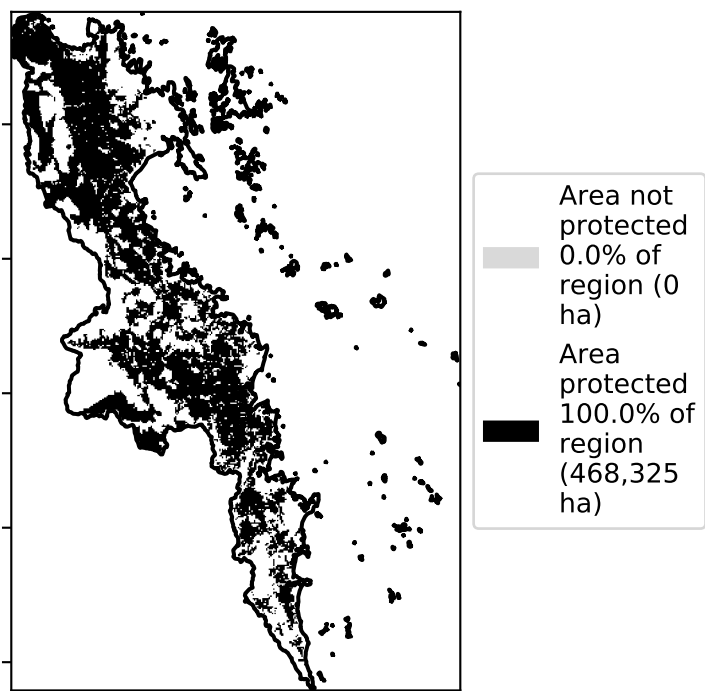 Area not
protected
0.0% of
region (0
ha)
Area
protected
100.0% of
region
(468,325
ha)